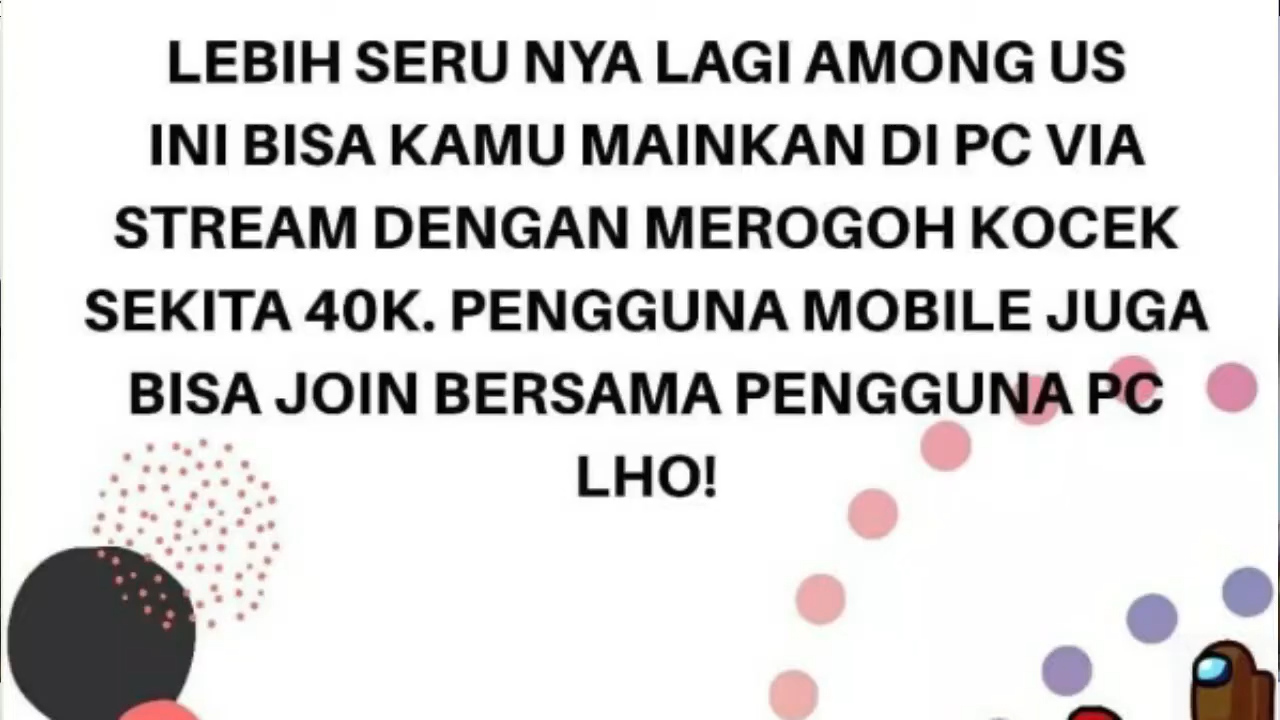 LEBIH SERU NYA LAGI AMONG US
INI BISA KAMU MAINKAN DI PC VIA
STREAM DENGAN MEROGOH KOCEK
SEKITA 40K. PENGGUNA MOBILE JUGA
BISA JOIN BERSAMA PENGGUNA PC
LHO!